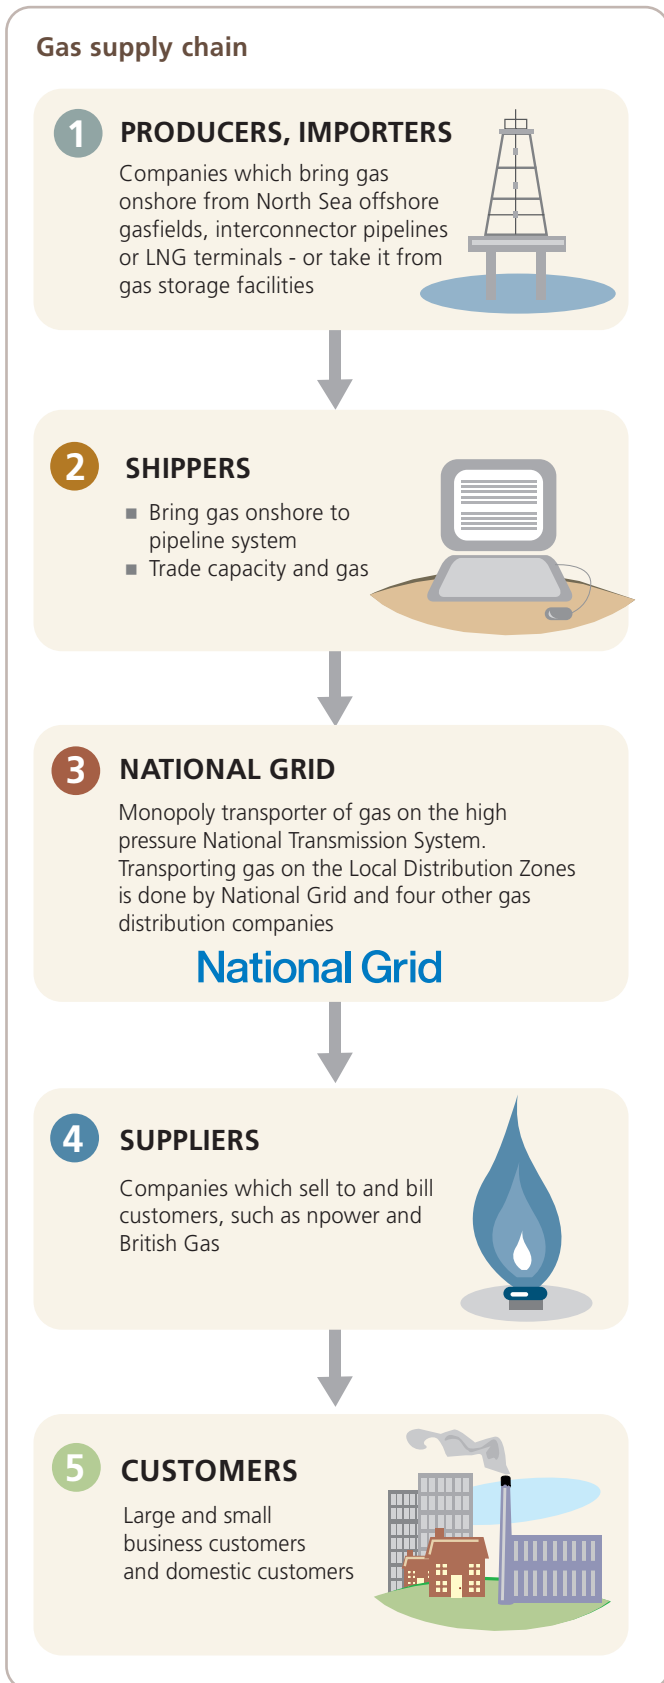 Gas supply chain
1 PRODUCERS, IMPORTERS
Companies which bring gas
onshore from North Sea offshore
gasfields, interconnector pipelines
or LNG terminals - or take it from
gas storage facilities
2 SHIPPERS
■ Bring gas onshore to
pipeline system
■ Trade capacity and gas
3 NATIONAL GRID
Monopoly transporter of gas on the high
pressure National Transmission System.
Transporting gas on the Local Distribution Zones
is done by National Grid and four other gas
distribution companies
National Grid
4 SUPPLIERS
Companies which sell to and bill
customers, such as npower and
British Gas
5 CUSTOMERS
Large and small
business customers
and domestic customers